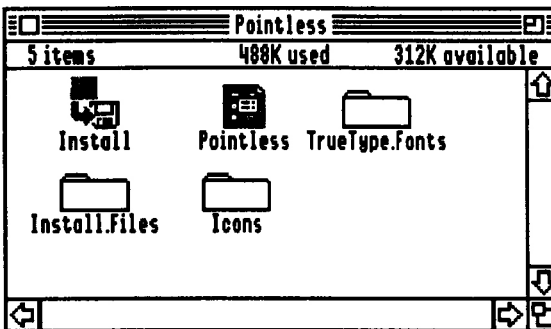 Pointless
5 items 488K used 312K available
Install Pointless TrueType.Fonts
Install.Files Icons